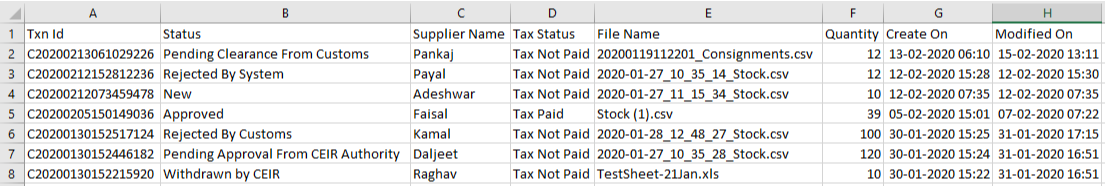 A B C D E F G H
1 Txn Id Status Supplier Name Tax Status File Name Quantity Create On Modified On
2 C20200213061029226 Pending Clearance From Customs Pankaj Tax Not Paid 20200119112201_Consignments.csv 12 13-02-2020 06:10 15-02-2020 13:11
3 C20200212152812236 Rejected By System Payal Tax Not Paid 2020-01-27_10_35_14_Stock.csv 12 12-02-2020 15:28 12-02-2020 15:30
4 C20200212073459478 New Adeshwar Tax Not Paid 2020-01-27_11_15_34_Stock.csv 10 12-02-2020 07:35 12-02-2020 07:35
5 C20200205150149036 Approved Faisal Tax Paid Stock (1).csv 39 05-02-2020 15:01 07-02-2020 07:22
6 C20200130152517124 Rejected By Customs Kamal Tax Not Paid 2020-01-28_12_48_27_Stock.csv 100 30-01-2020 15:25 31-01-2020 17:15
7 C20200130152446182 Pending Approval From CEIR Authority Daljeet Tax Not Paid 2020-01-27_10_35_28_Stock.csv 120 30-01-2020 15:24 31-01-2020 16:51
8 C20200130152215920 Withdrawn by CEIR Raghav Tax Not Paid TestSheet-21Jan.xls 10 30-01-2020 15:22 31-01-2020 16:51